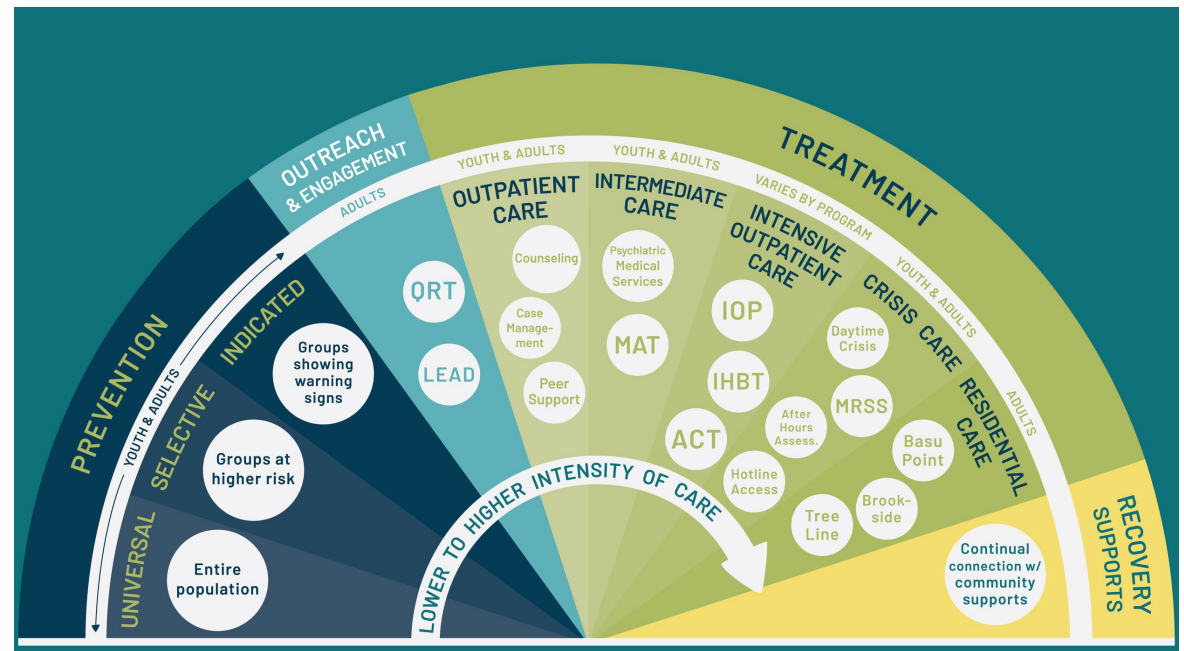 PREVENTION
YOUTH & ADULTS
UNIVERSAL
Entire
population
SELECTIVE
Groups at
higher risk
INDICATED
Groups
showing
warning
signs
OUTREACH
& ENGAGEMENT
ADULTS
QRT
LEAD
TREATMENT
YOUTH & ADULTS
OUTPATIENT
CARE
Counseling
Case
Manage-
ment
Peer
Support
YOUTH & ADULTS
INTERMEDIATE
CARE
Psychiatric
Medical
Services
MAT
VARIES BY PROGRAM
INTENSIVE
OUTPATIENT
CARE
IOP
IHBT
ACT
YOUTH & ADULTS
CRISIS CARE
Daytime
Crisis
MRSS
After
Hours
Assess.
Hotline
Access
ADULTS
RESIDENTIAL
CARE
Basu
Point
Brook-
side
Tree
Line
RECOVERY
SUPPORTS
Continual
connection w/
community
supports
LOWER TO HIGHER INTENSITY OF CARE